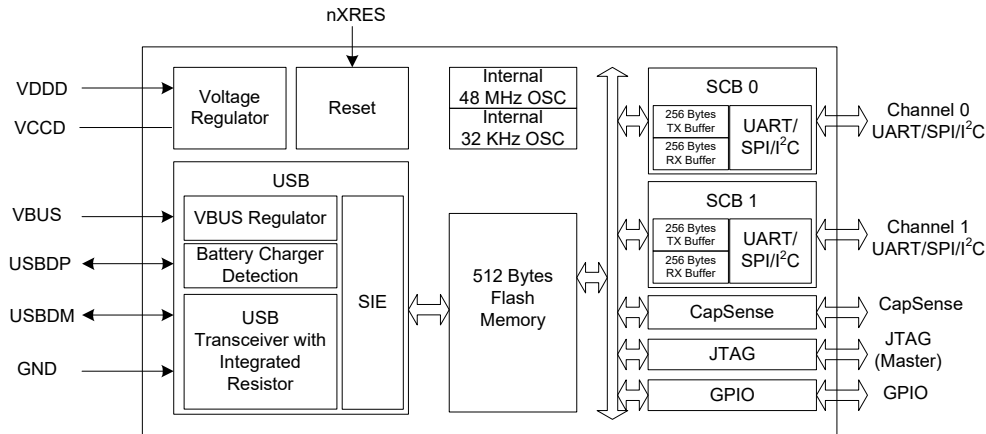 nXRES
VDDD
VCCD
VBUS
USBDP
USBDM
GND
Voltage
Regulator
Reset
Internal
48 MHz OSC
Internal
32 KHz OSC
USB
VBUS Regulator
Battery Charger
Detection
USB
Transceiver with
Integrated
Resistor
SIE
512 Bytes
Flash
Memory
SCB 0
256 Bytes
TX Buffer
256 Bytes
RX Buffer
UART/
SPI/I²C
SCB 1
256 Bytes
TX Buffer
256 Bytes
RX Buffer
UART/
SPI/I²C
CapSense
JTAG
GPIO
Channel 0
UART/SPI/I²C
Channel 1
UART/SPI/I²C
CapSense
JTAG
(Master)
GPIO